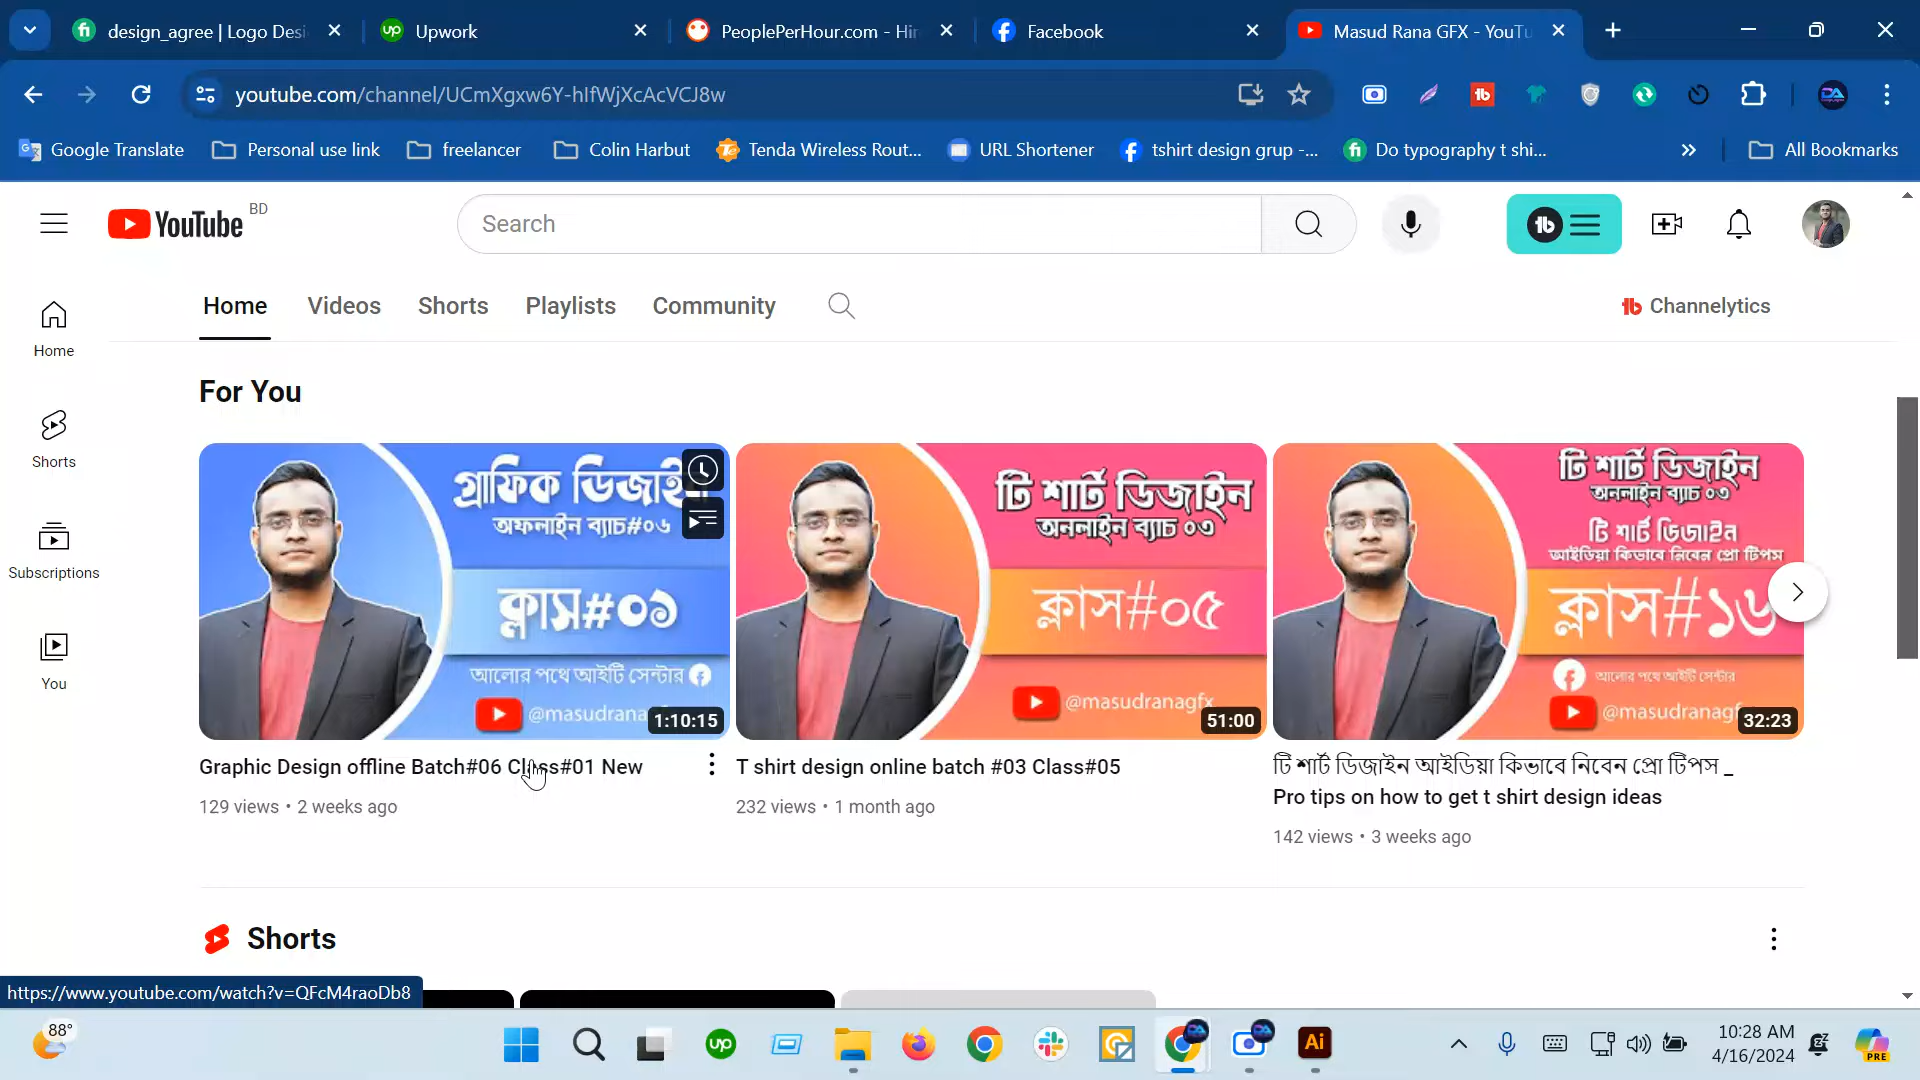 design_agree | Logo Desi
Upwork
PeoplePerHour.com - Hir
Facebook
Masud Rana GFX - YouTu
youtube.com/channel/UCmXgxw6Y-hIfWjXcAcVCJ8w
Google Translate
Personal use link
freelancer
Colin Harbut
Tenda Wireless Rout...
URL Shortener
tshirt design grup -...
Do typography t shi...
All Bookmarks
YouTube BD
Search
Home
Videos
Shorts
Playlists
Community
Channelytics
Home
Shorts
Subscriptions
You
For You
গ্রাফিক ডিজাই
অফলাইন ব্যাচ#০৬
ক্লাস#০১
আলোর পথে আইটি সেন্টার
@masudrana
1:10:15
টি শার্ট ডিজাইন
অনলাইন ব্যাচ ০৩
ক্লাস#০৫
@masudranagfx
51:00
টি শার্ট ডিজাইন
অনলাইন ব্যাচ ০৩
টি শার্ট ডিজাইন
আইডিয়া কিভাবে নিবেন প্রো টিপস
ক্লাস#১৬
আলোর পথে আইটি সেন্টার
@masudranagf
32:23
Graphic Design offline Batch#06 Class#01 New
129 views • 2 weeks ago
T shirt design online batch #03 Class#05
232 views • 1 month ago
টি শার্ট ডিজাইন আইডিয়া কিভাবে নিবেন প্রো টিপস _
Pro tips on how to get t shirt design ideas
142 views • 3 weeks ago
Shorts
https://www.youtube.com/watch?v=QFcM4raoDb8
88°
10:28 AM
4/16/2024
PRE